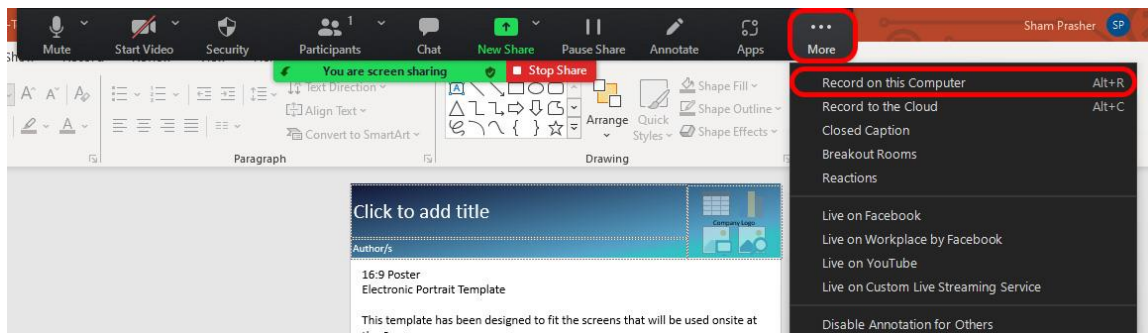 1
Mute Start Video Security Participants Chat New Share Pause Share Annotate Apps More
Sham Prasher SP
You are screen sharing Stop Share
Text Direction
Align Text
Convert to SmartArt
Arrange
Quick Styles
Shape Fill
Shape Outline
Shape Effects
Paragraph
Drawing
Record on this Computer Alt+R
Record to the Cloud Alt+C
Closed Caption
Breakout Rooms
Reactions
Live on Facebook
Live on Workplace by Facebook
Live on YouTube
Live on Custom Live Streaming Service
Disable Annotation for Others
Click to add title
Company Logo
Author/s
16:9 Poster
Electronic Portrait Template
This template has been designed to fit the screens that will be used onsite at